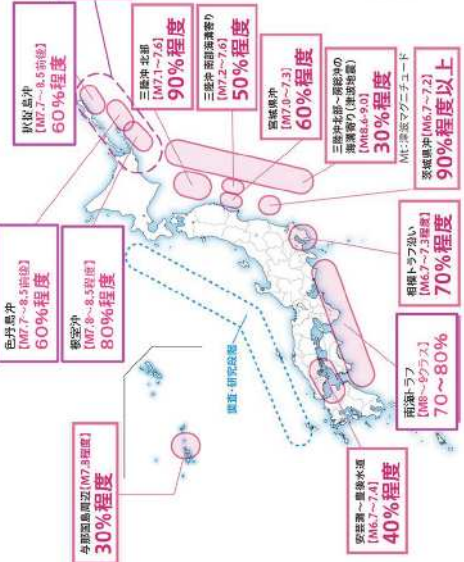 択捉島沖
[M7.7~8.5前後]
60%程度
色丹島沖
[M7.7~8.5前後]
60%程度
根室沖
[M7.8~8.5程度]
80%程度
三陸沖 北部
[M7.1~7.6]
90%程度
三陸沖 南部海溝寄り
[M7.2~7.6]
50%程度
宮城県沖
[M7.0~7.3]
60%程度
三陸沖北部~房総沖の
海溝寄り(津波地震)
[Mt8.6-9.0]
30%程度
Mt:津波マグニチュード
茨城県沖[M6.7~7.2]
90%程度以上
相模トラフ沿い
[M6.7~7.3程度]
70%程度
南海トラフ
[M8~9クラス]
70~80%
安芸灘~豊後水道
[M6.7~7.4]
40%程度
与那国島周辺[M7.8程度]
30%程度
調査・研究段階